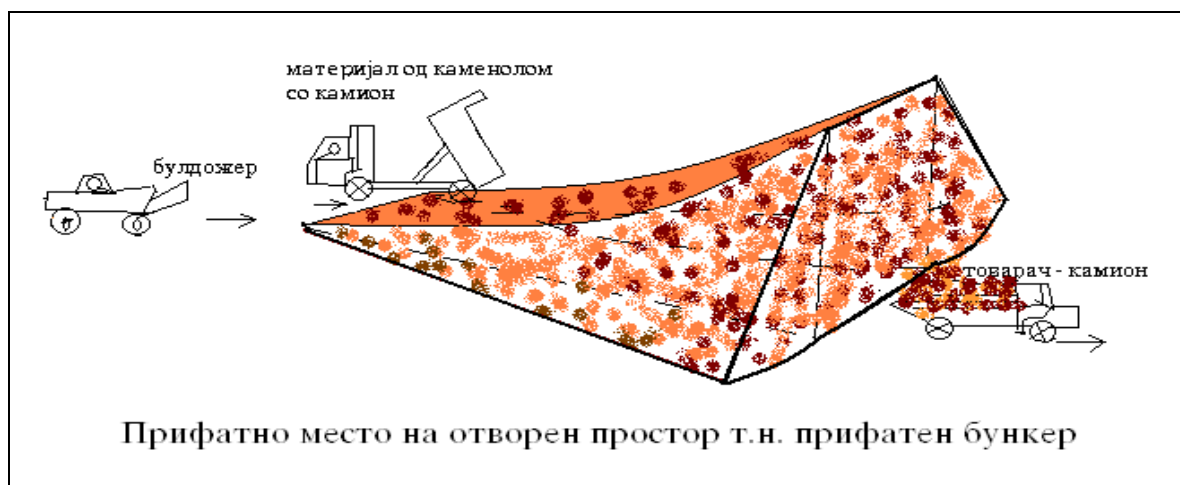 материјал од каменолом
со камион
булдожер
товарач - камион
Прифатно место на отворен простор т.н. прифатен бункер